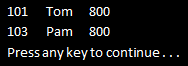 101 Tom 800
103 Pam 800
Press any key to continue . . .